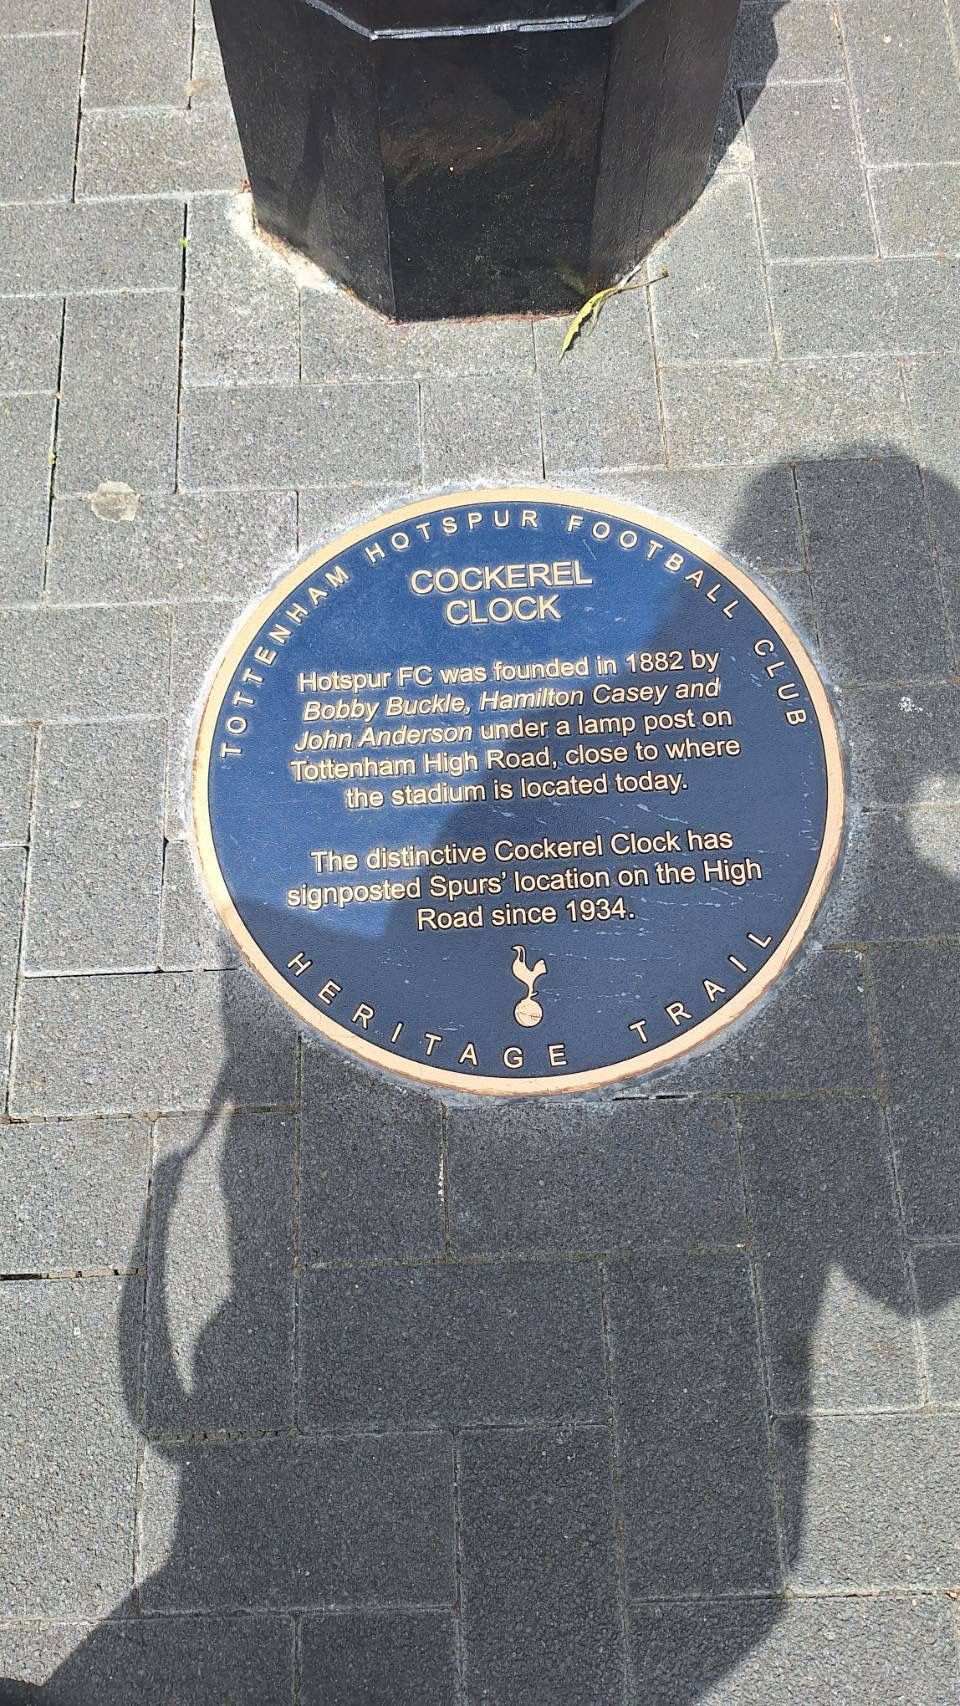 TOTTENHAM HOTSPUR FOOTBALL CLUB
COCKEREL
CLOCK
Hotspur FC was founded in 1882 by
Bobby Buckle, Hamilton Casey and
John Anderson under a lamp post on
Tottenham High Road, close to where
the stadium is located today.
The distinctive Cockerel Clock has
signposted Spurs' location on the High
Road since 1934.
HERITAGE TRAIL